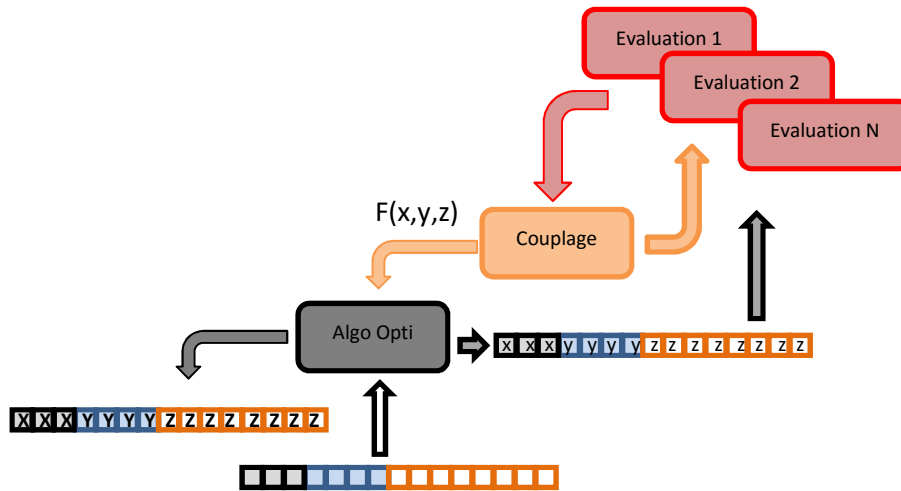 Evaluation 1
Evaluation 2
Evaluation N
F(x,y,z)
Couplage
Algo Opti
x x x y y y y z z z z z z z z
X X X Y Y Y Y Z Z Z Z Z Z Z Z